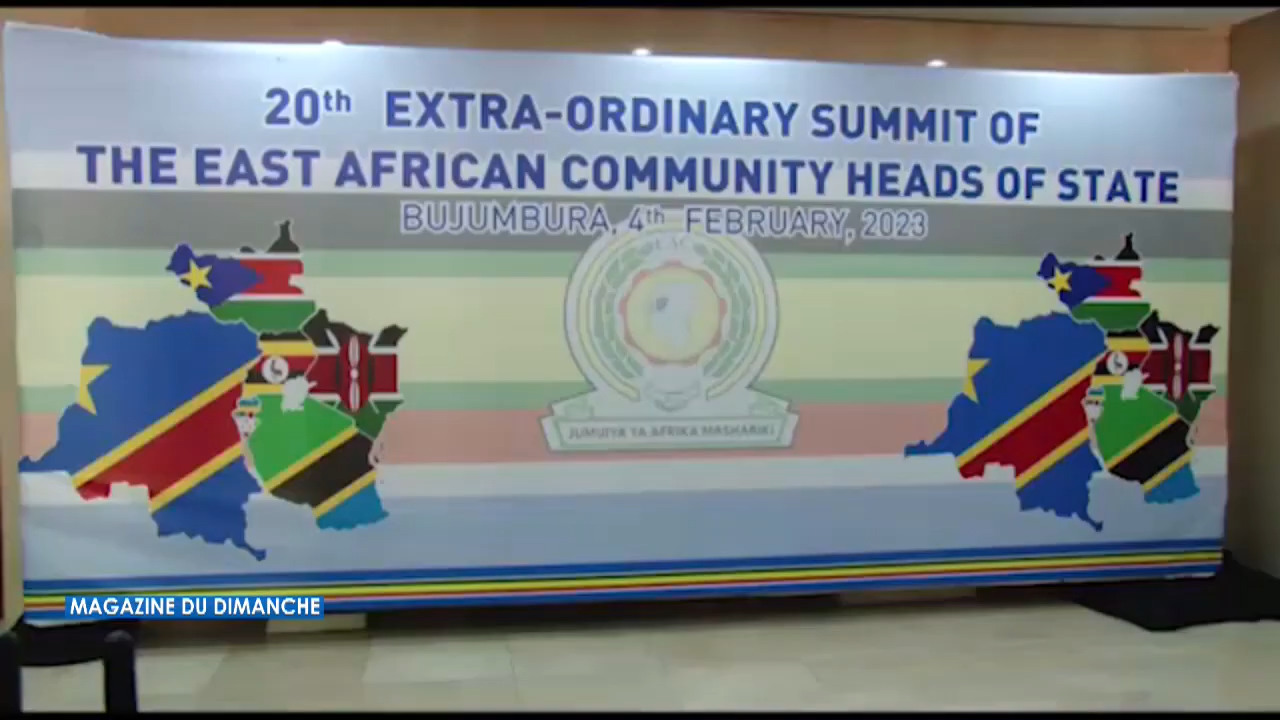 20th EXTRA-ORDINARY SUMMIT OF
THE EAST AFRICAN COMMUNITY HEADS OF STATE
BUJUMBURA, 4th FEBRUARY, 2023
EAC
JUMUIYA YA AFRIKA MASHARIKI
MAGAZINE DU DIMANCHE